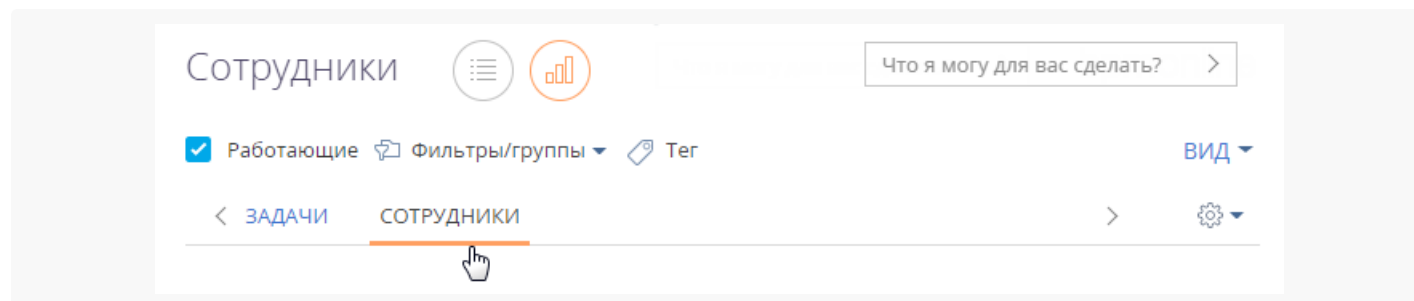 Сотрудники Что я могу для вас сделать?
Работающие Фильтры/группы Тег ВИД
ЗАДАЧИ СОТРУДНИКИ